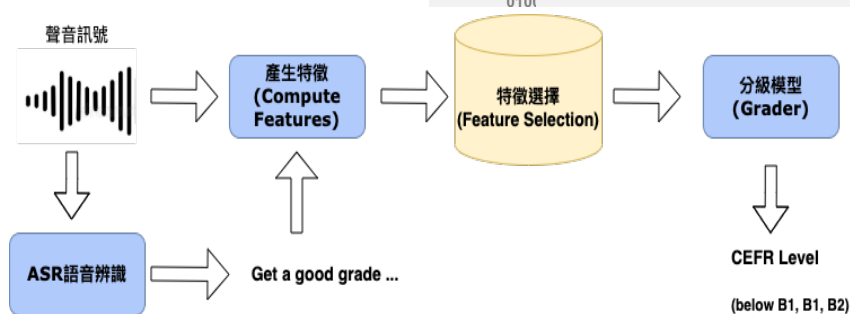 聲音訊號
產生特徵
(Compute
Features)
特徵選擇
(Feature Selection)
分級模型
(Grader)
ASR語音辨識
Get a good grade ...
CEFR Level
(below B1, B1, B2)